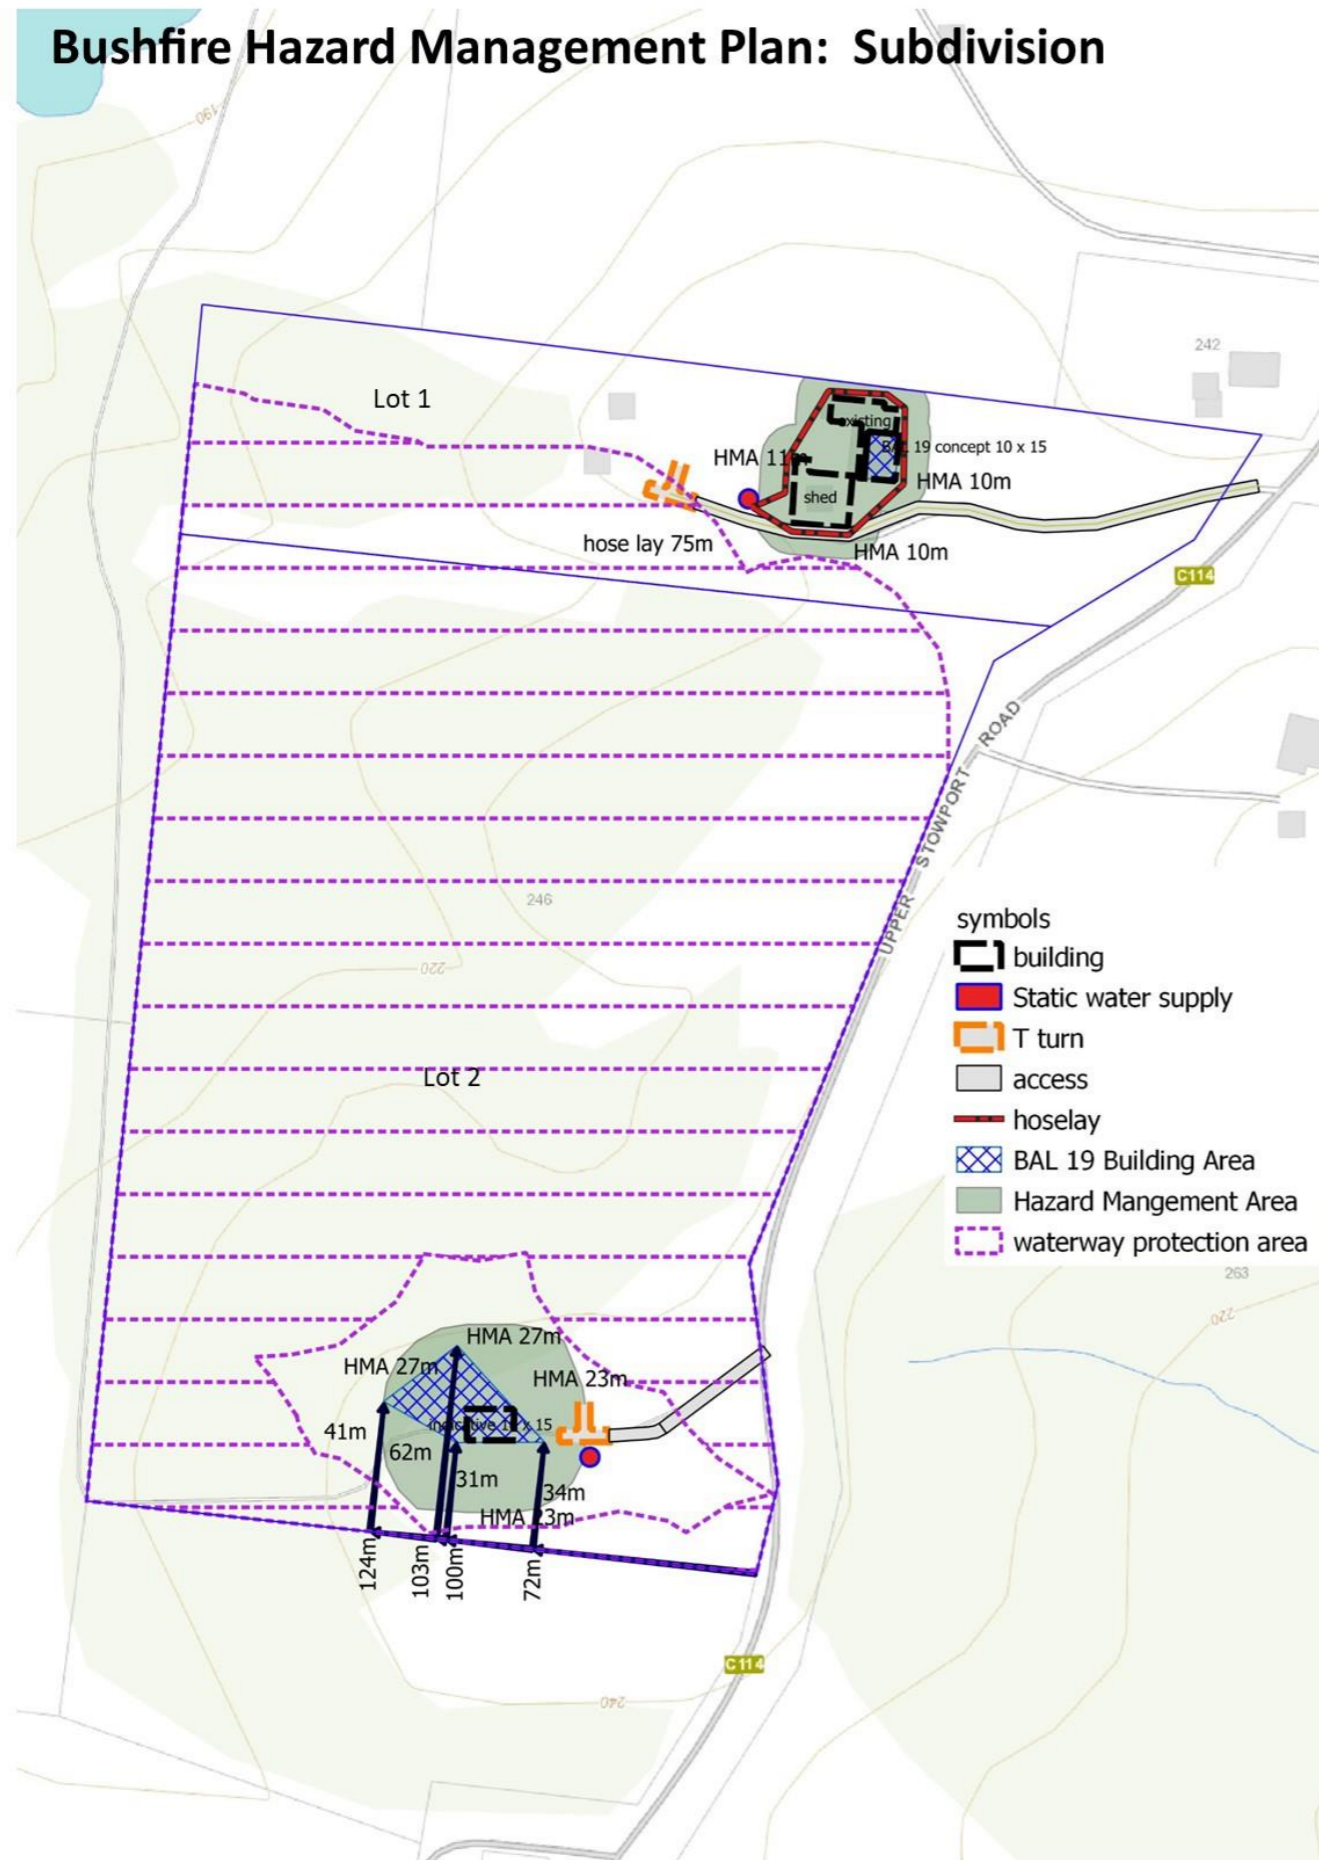 Bushfire Hazard Management Plan: Subdivision
190
242
Lot 1
existing
HMA 11m
BAL 19 concept 10 x 15
HMA 10m
shed
hose lay 75m
HMA 10m
C114
UPPER STOWPORT ROAD
246
220
Lot 2
symbols
building
Static water supply
T turn
access
hoselay
BAL 19 Building Area
Hazard Mangement Area
waterway protection area
263
220
HMA 27m
HMA 27m
HMA 23m
41m
62m
31m
34m
HMA 23m
124m
103m
100m
72m
C114
240